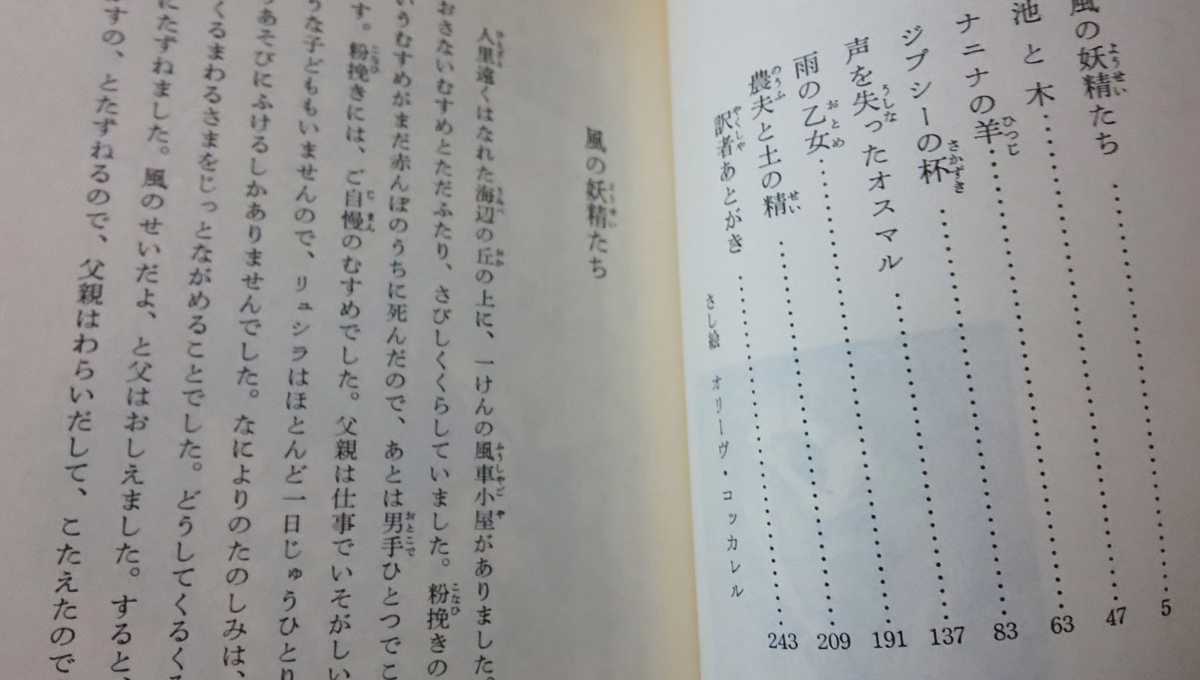 風の妖精たち……5
池と木……47
ナニナの羊……63
ジプシーの杯……83
声を失ったオスマル……137
雨の乙女……191
農夫と土の精……209
訳者あとがき……243
さし絵 オリーヴ・コッカレル
風の妖精たち
人里遠くはなれた海辺の丘の上に、一けんの風車小屋がありました。
おさないむすめとただふたり、さびしくくらしていました。粉挽きの
いうむすめがまだ赤んぼのうちに死んだので、あとは男手ひとつでこ
す。粉挽きには、ご自慢のむすめでした。父親は仕事でいそがしい
うな子どももいませんので、リュシラはほとんど一日じゅうひとり
あそびにふけるしかありませんでした。なによりのたのしみは、
くるまわるさまをじっとながめることでした。どうしてくるくる
にたずねました。風のせいだよ、と父はおしえました。すると、
すの、とたずねるので、父親はわらいだして、こたえたので